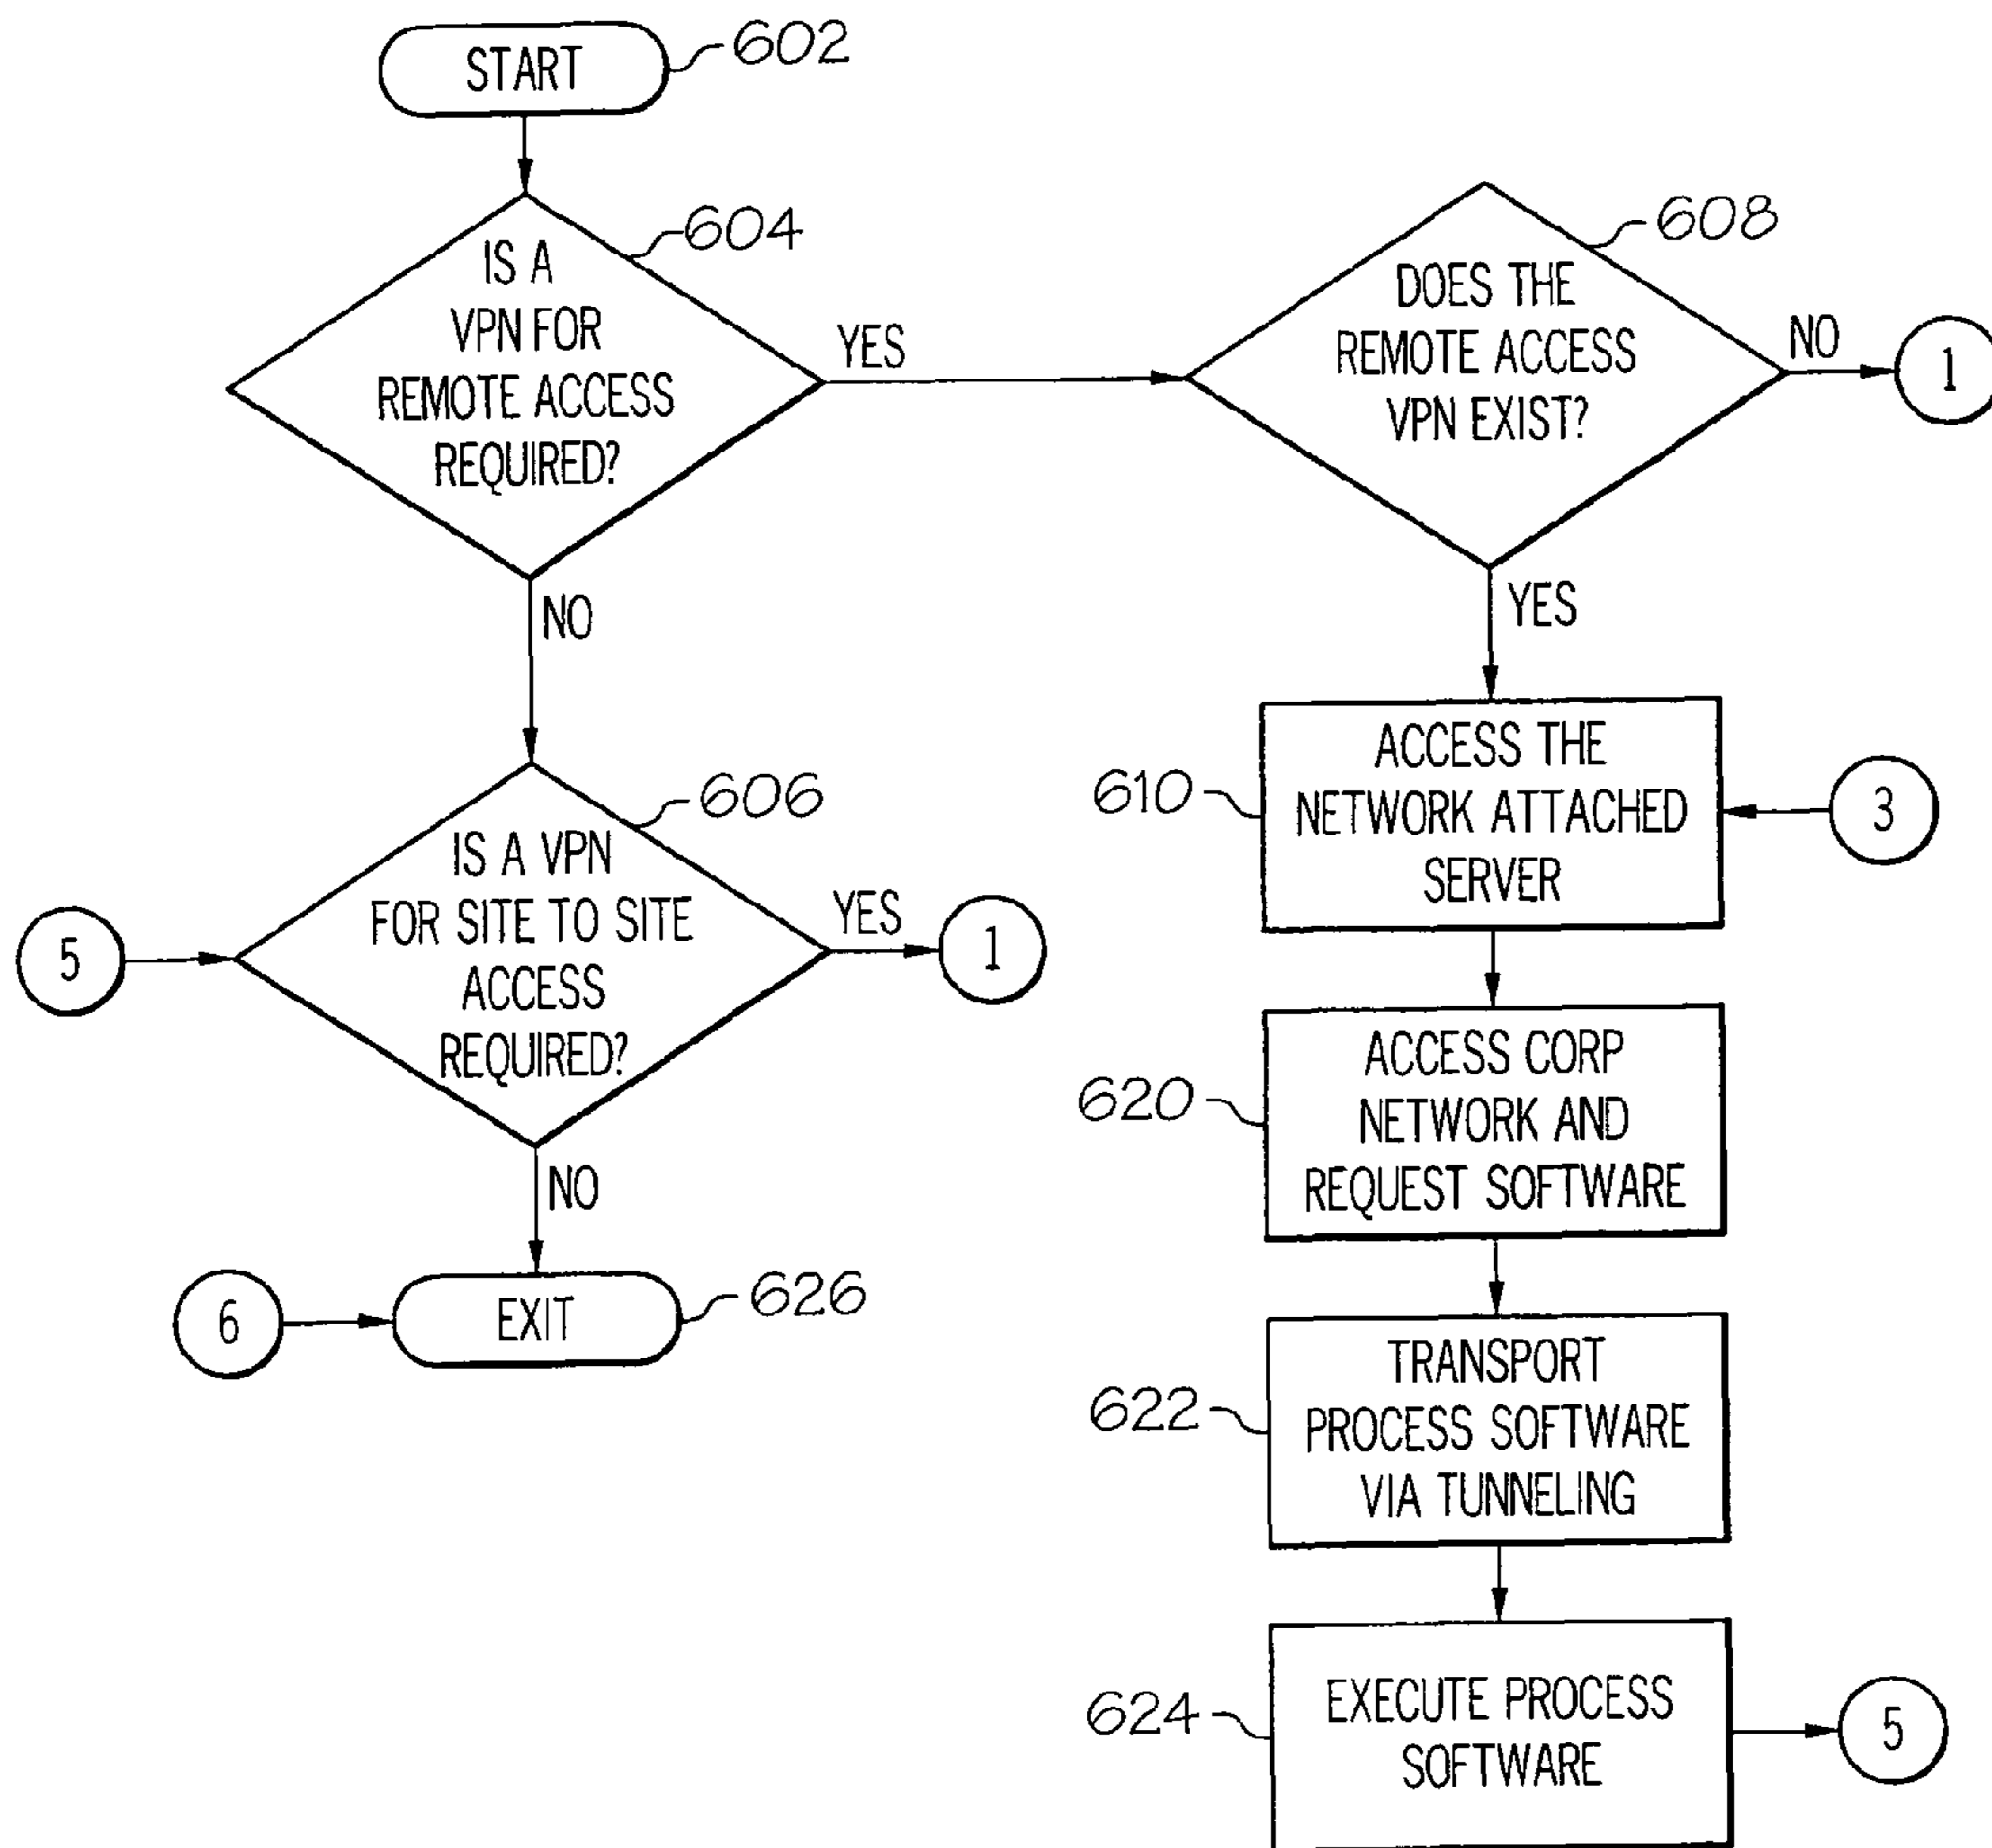 START
602
IS A
VPN FOR
REMOTE ACCESS
REQUIRED?
604
YES
NO
DOES THE
REMOTE ACCESS
VPN EXIST?
608
NO
1
YES
ACCESS THE
NETWORK ATTACHED
SERVER
610
3
IS A VPN
FOR SITE TO SITE
ACCESS
REQUIRED?
606
5
YES
1
NO
ACCESS CORP
NETWORK AND
REQUEST SOFTWARE
620
6
EXIT
626
TRANSPORT
PROCESS SOFTWARE
VIA TUNNELING
622
EXECUTE PROCESS
SOFTWARE
624
5